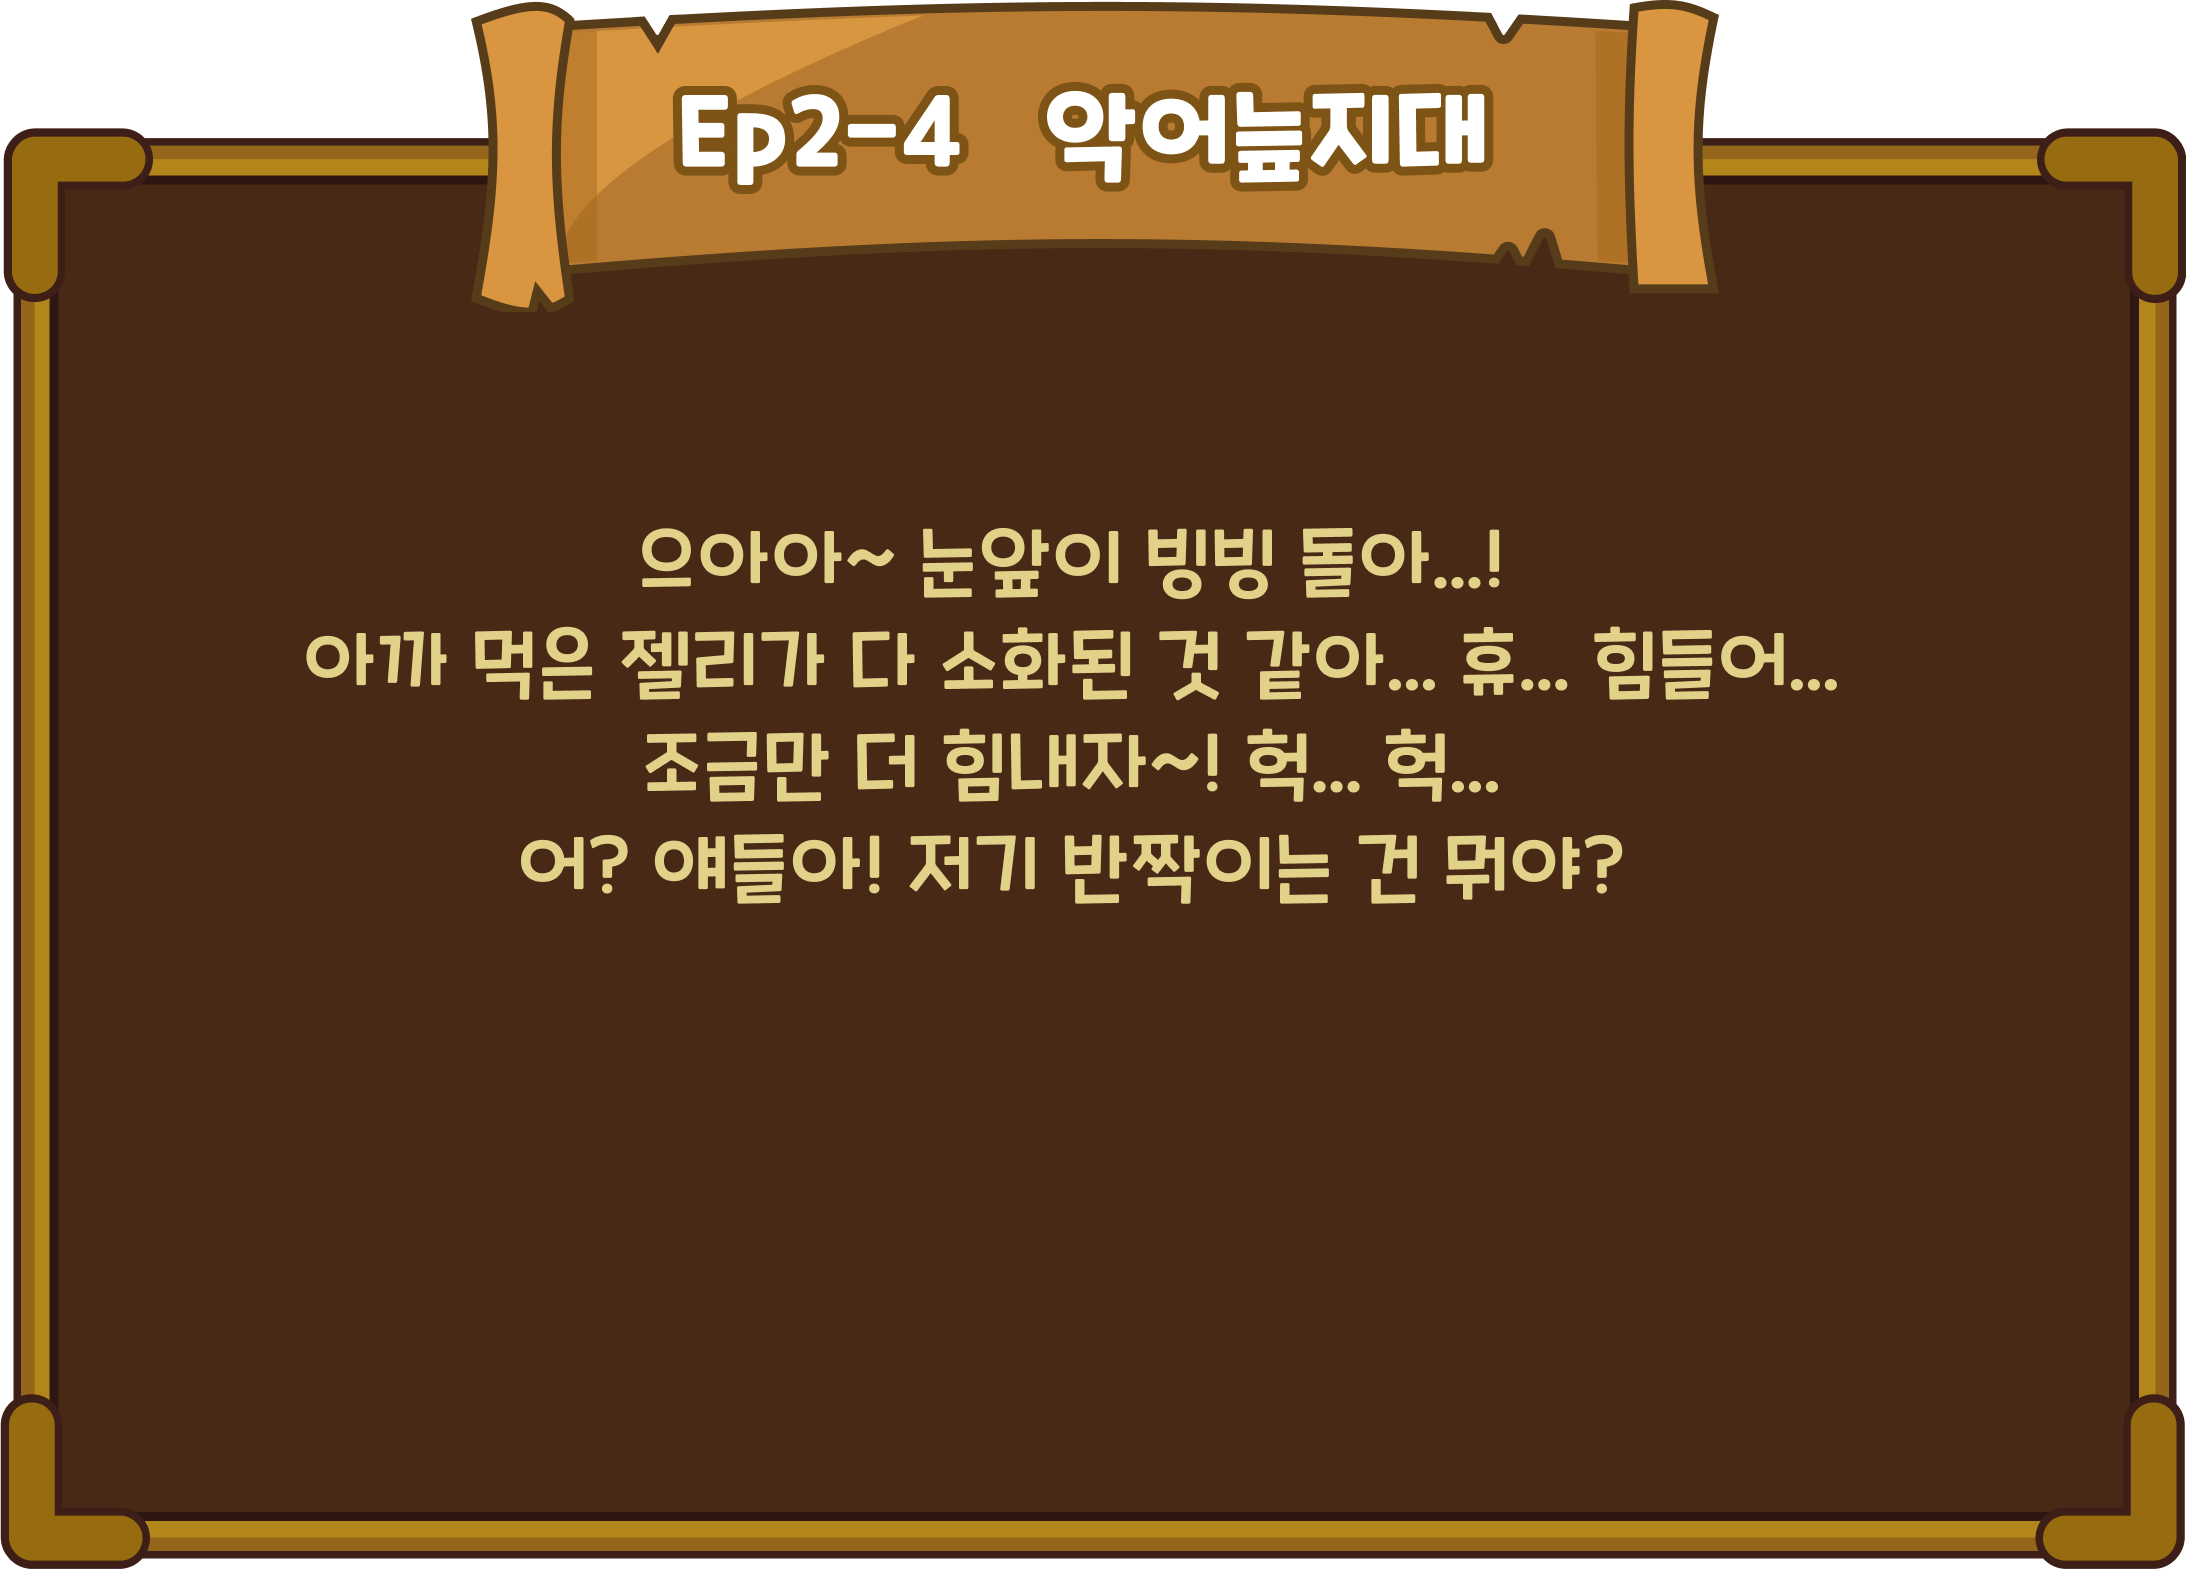 Ep2-4 악어늪지대
으아아~ 눈앞이 빙빙 돌아...!
아까 먹은 젤리가 다 소화된 것 같아... 휴... 힘들어...
조금만 더 힘내자~! 헉... 헉...
어? 얘들아! 저기 반짝이는 건 뭐야?